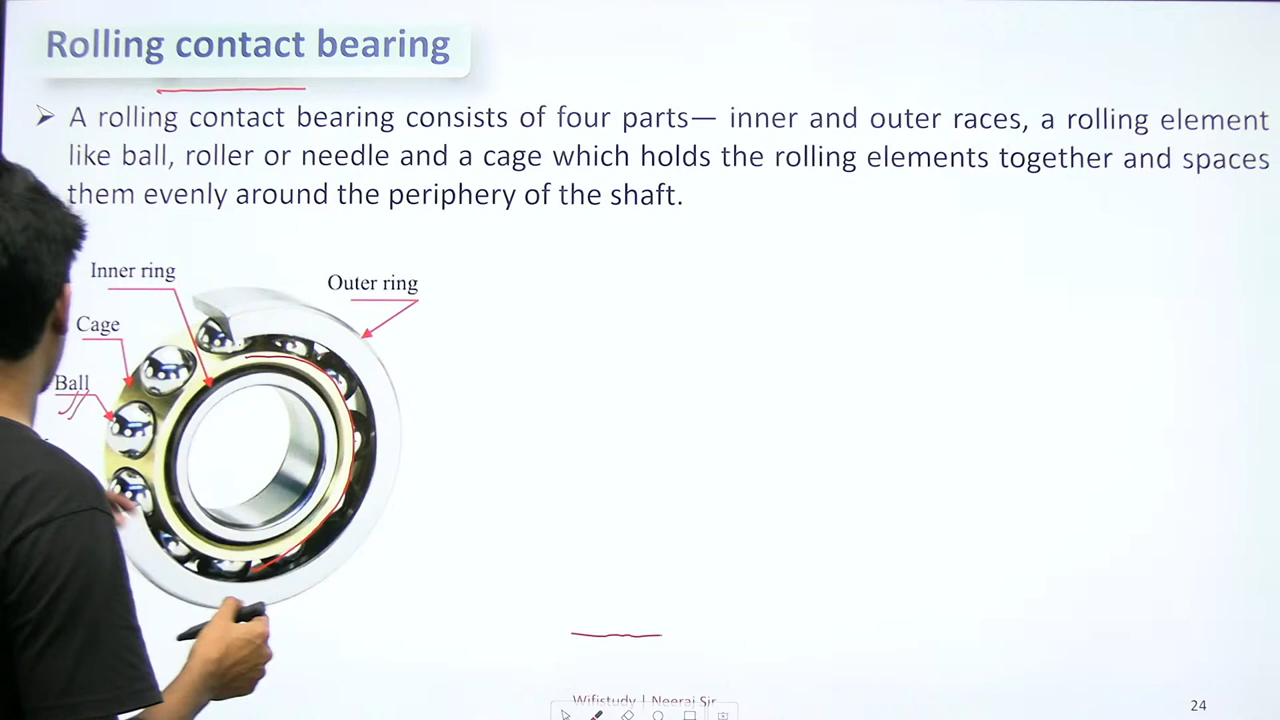 Rolling contact bearing
➢ A rolling contact bearing consists of four parts— inner and outer races, a rolling element
like ball, roller or needle and a cage which holds the rolling elements together and spaces
them evenly around the periphery of the shaft.
Inner ring
Outer ring
Cage
Ball
Wifistudy | Neeraj Sir
24